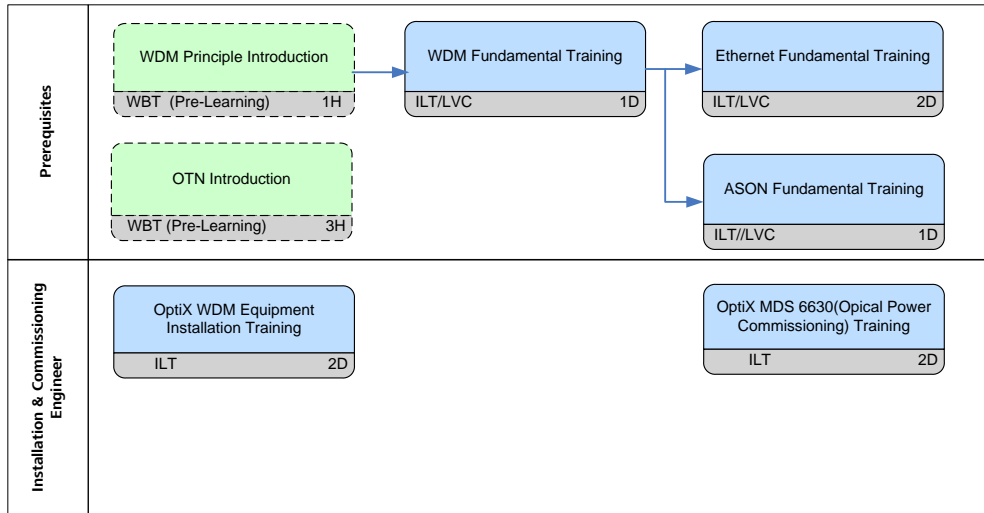 Prerequisites
WDM Principle Introduction
WBT (Pre-Learning) 1H
WDM Fundamental Training
ILT/LVC 1D
Ethernet Fundamental Training
ILT/LVC 2D
OTN Introduction
WBT (Pre-Learning) 3H
ASON Fundamental Training
ILT//LVC 1D
Installation & Commissioning
Engineer
OptiX WDM Equipment
Installation Training
ILT 2D
OptiX MDS 6630(Opical Power
Commissioning) Training
ILT 2D